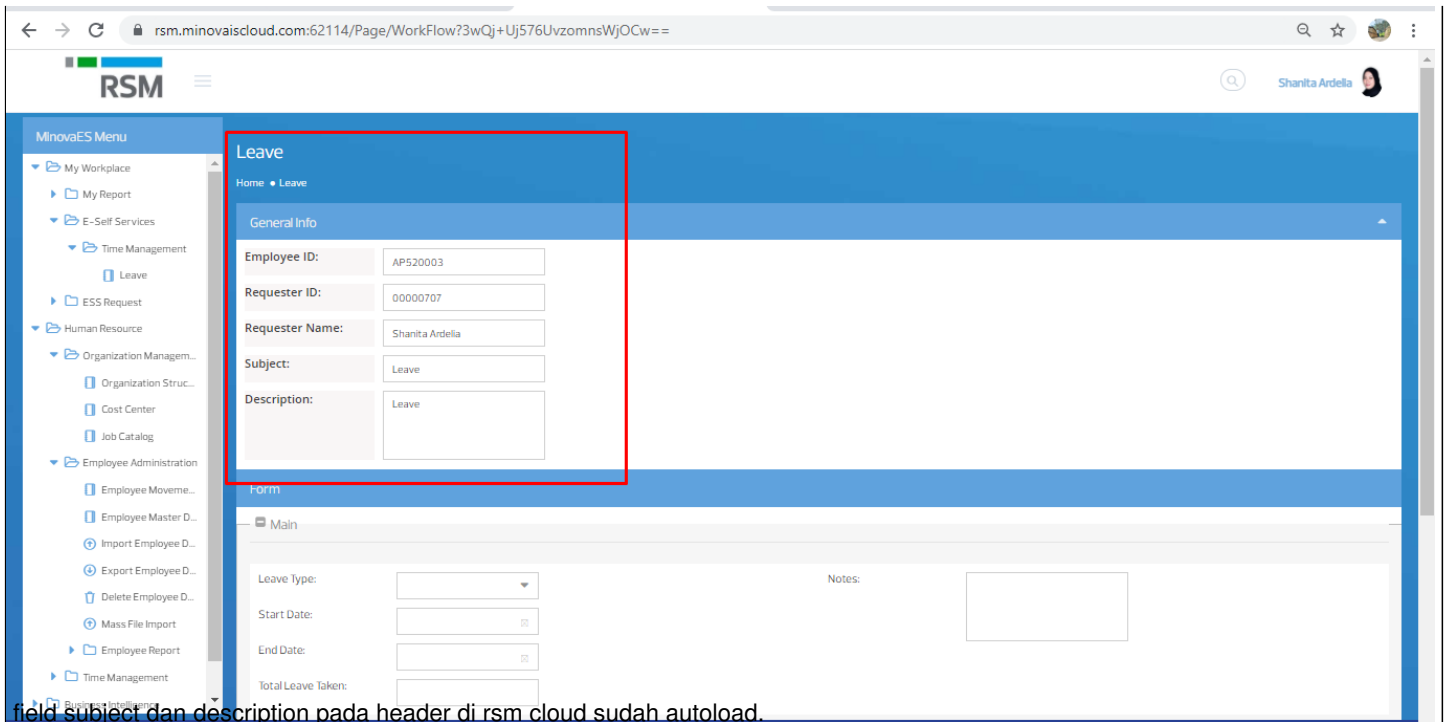 rsm.minovaiscloud.com:62114/Page/WorkFlow?3wQj+Uj576UvzomnsWjOCw==
RSM
Shanita Ardelia
MinovaES Menu
My Workplace
My Report
E-Self Services
Time Management
Leave
ESS Request
Human Resource
Organization Managem...
Organization Struc...
Cost Center
Job Catalog
Employee Administration
Employee Moveme...
Employee Master D...
Import Employee D...
Export Employee D...
Delete Employee D...
Mass File Import
Employee Report
Time Management
Business Intelligence
Leave
Home • Leave
General Info
Employee ID: AP520003
Requester ID: 00000707
Requester Name: Shanita Ardelia
Subject: Leave
Description: Leave
Form
Main
Leave Type:
Notes:
Start Date:
End Date:
Total Leave Taken:
field subject dan description pada header di rsm cloud sudah autoload.